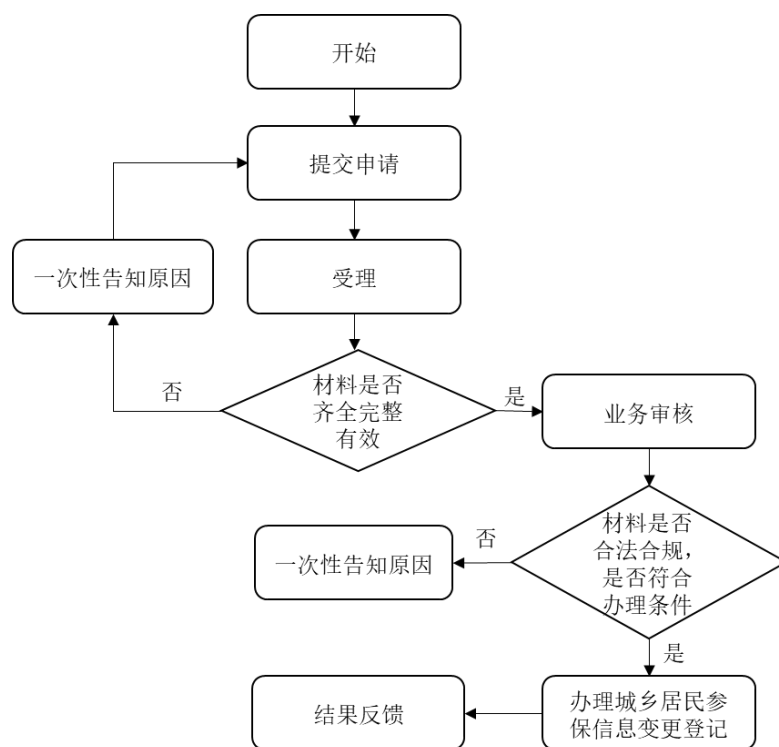 开始
提交申请
一次性告知原因
受理
材料是否
齐全完整
有效
否
是
业务审核
材料是否
合法合规，
是否符合
办理条件
否
一次性告知原因
是
办理城乡居民参
保信息变更登记
结果反馈